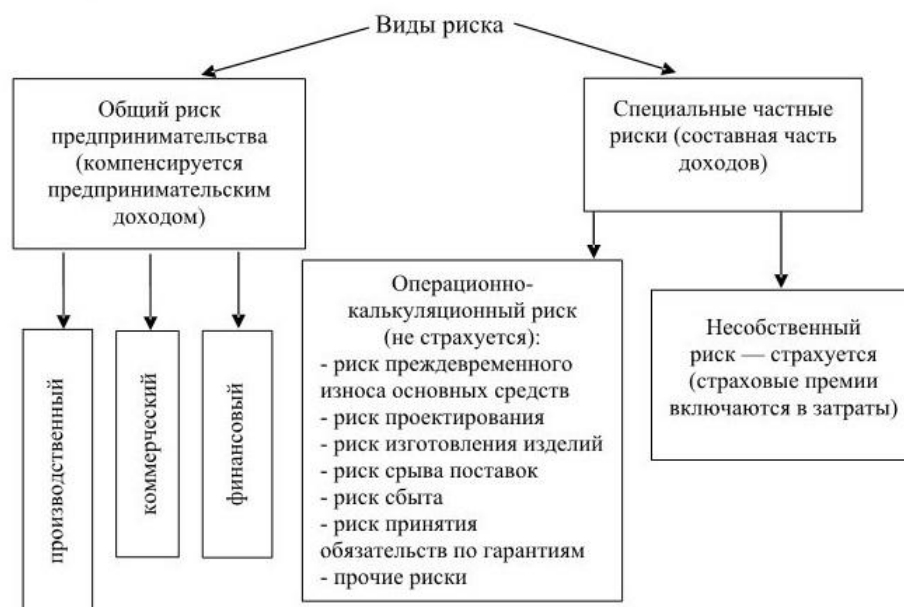 Виды риска
Общий риск
предпринимательства
(компенсируется
предпринимательским
доходом)
Специальные частные
риски (составная часть
доходов)
производственный
коммерческий
финансовый
Операционно-
калькуляционный риск
(не страхуется):
- риск преждевременного
износа основных средств
- риск проектирования
- риск изготовления изделий
- риск срыва поставок
- риск сбыта
- риск принятия
обязательств по гарантиям
- прочие риски
Несобственный
риск — страхуется
(страховые премии
включаются в затраты)